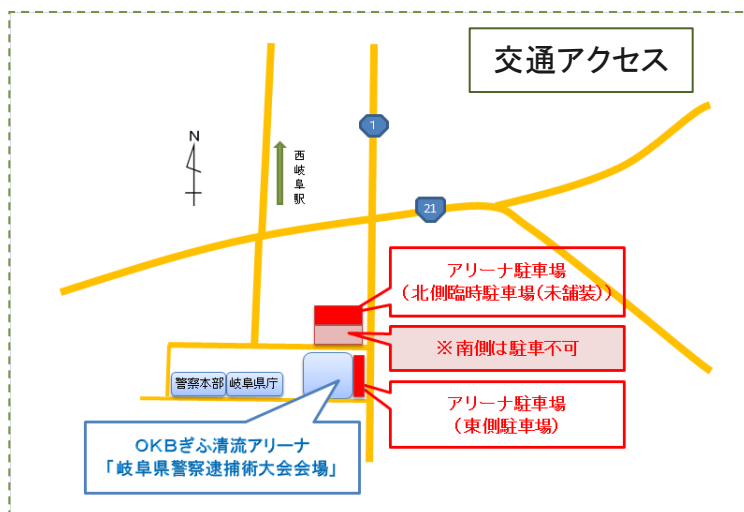 交通アクセス
1
N
西岐阜駅
21
アリーナ駐車場
(北側臨時駐車場(未舗装))
※南側は駐車不可
警察本部
岐阜県庁
アリーナ駐車場
(東側駐車場)
OKBぎふ清流アリーナ
「岐阜県警察逮捕術大会会場」